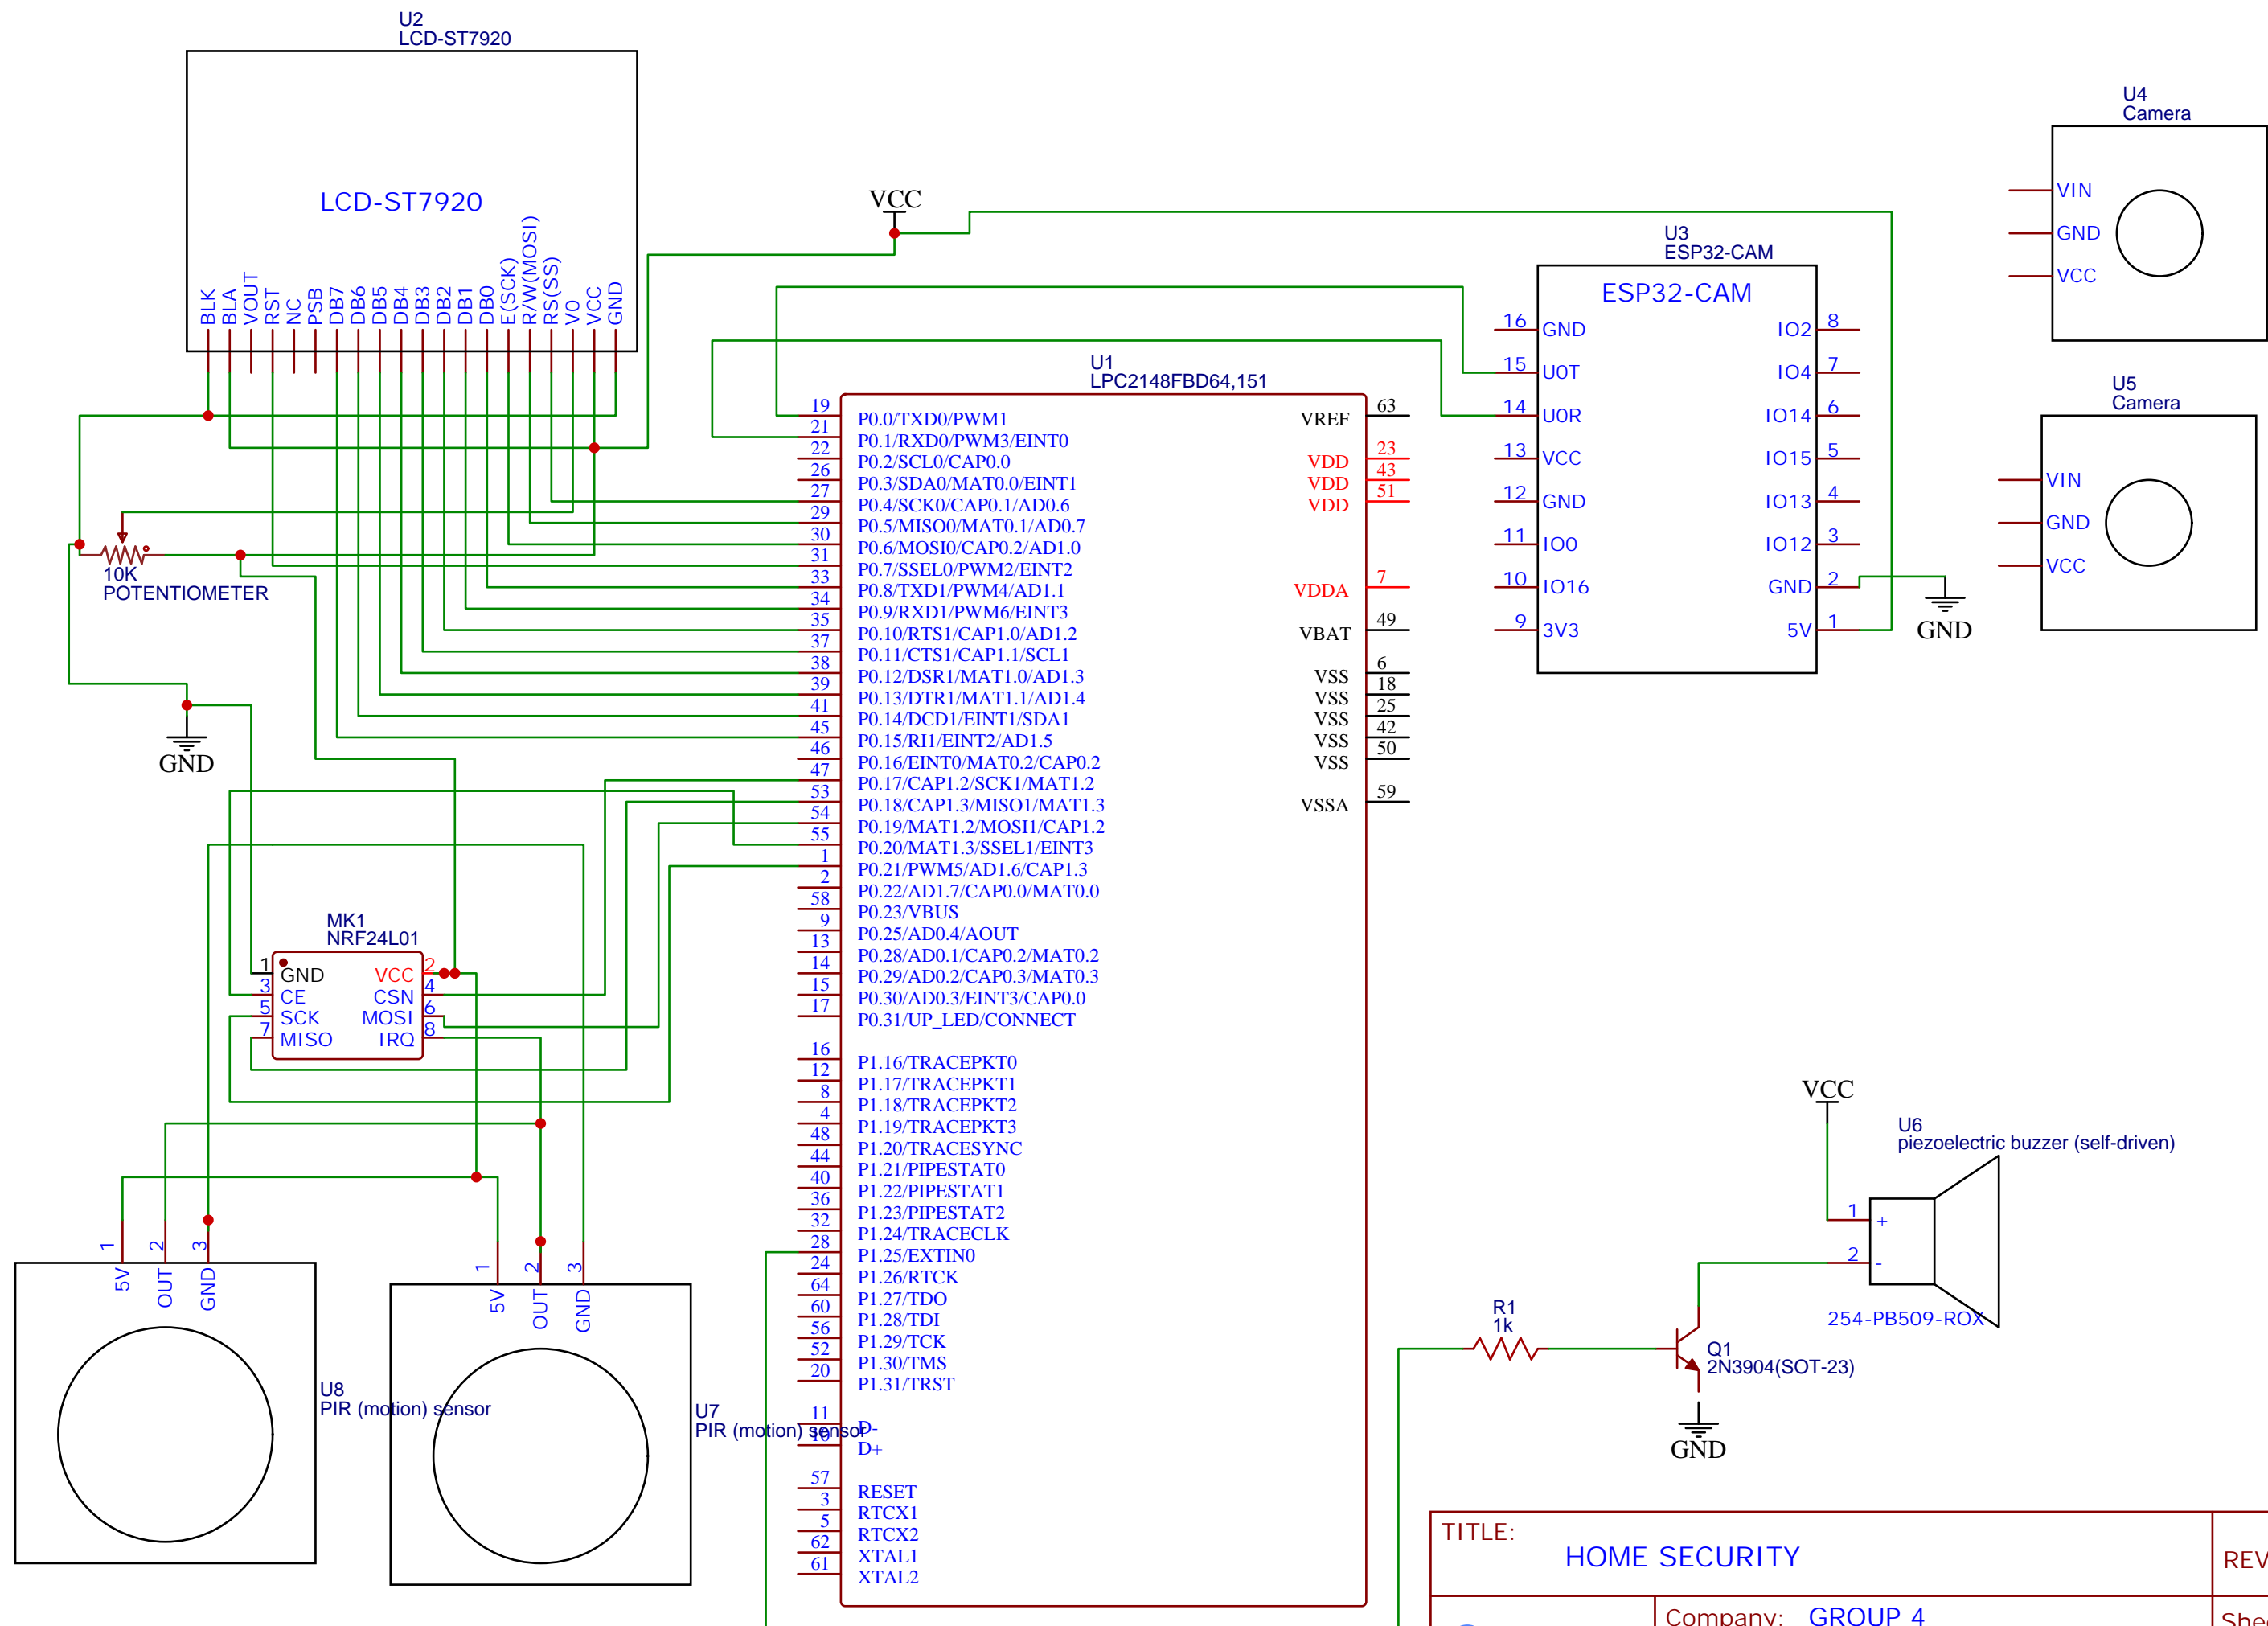 U2
LCD-ST7920
LCD-ST7920
BLK
BLA
VOUT
RST
NC
PSB
DB7
DB6
DB5
DB4
DB3
DB2
DB1
DB0
E(SCK)
R/W(MOSI)
RS(SS)
V0
VCC
GND
10K
POTENTIOMETER
GND
VCC
U3
ESP32-CAM
ESP32-CAM
16 GND
15 U0T
14 U0R
13 VCC
12 GND
11 IO0
10 IO16
9 3V3
IO2 8
IO4 7
IO14 6
IO15 5
IO13 4
IO12 3
GND 2
5V 1
GND
U4
Camera
VIN
GND
VCC
U5
Camera
VIN
GND
VCC
U1
LPC2148FBD64,151
19 P0.0/TXD0/PWM1
21 P0.1/RXD0/PWM3/EINT0
22 P0.2/SCL0/CAP0.0
26 P0.3/SDA0/MAT0.0/EINT1
27 P0.4/SCK0/CAP0.1/AD0.6
29 P0.5/MISO0/MAT0.1/AD0.7
30 P0.6/MOSI0/CAP0.2/AD1.0
31 P0.7/SSEL0/PWM2/EINT2
33 P0.8/TXD1/PWM4/AD1.1
34 P0.9/RXD1/PWM6/EINT3
35 P0.10/RTS1/CAP1.0/AD1.2
37 P0.11/CTS1/CAP1.1/SCL1
38 P0.12/DSR1/MAT1.0/AD1.3
39 P0.13/DTR1/MAT1.1/AD1.4
41 P0.14/DCD1/EINT1/SDA1
45 P0.15/RI1/EINT2/AD1.5
46 P0.16/EINT0/MAT0.2/CAP0.2
47 P0.17/CAP1.2/SCK1/MAT1.2
53 P0.18/CAP1.3/MISO1/MAT1.3
54 P0.19/MAT1.2/MOSI1/CAP1.2
55 P0.20/MAT1.3/SSEL1/EINT3
1 P0.21/PWM5/AD1.6/CAP1.3
2 P0.22/AD1.7/CAP0.0/MAT0.0
58 P0.23/VBUS
9 P0.25/AD0.4/AOUT
13 P0.28/AD0.1/CAP0.2/MAT0.2
14 P0.29/AD0.2/CAP0.3/MAT0.3
15 P0.30/AD0.3/EINT3/CAP0.0
17 P0.31/UP_LED/CONNECT
16 P1.16/TRACEPKT0
12 P1.17/TRACEPKT1
8 P1.18/TRACEPKT2
4 P1.19/TRACEPKT3
48 P1.20/TRACESYNC
44 P1.21/PIPESTAT0
40 P1.22/PIPESTAT1
36 P1.23/PIPESTAT2
32 P1.24/TRACECLK
28 P1.25/EXTIN0
24 P1.26/RTCK
64 P1.27/TDO
60 P1.28/TDI
56 P1.29/TCK
52 P1.30/TMS
20 P1.31/TRST
11 D-
10 D+
57 RESET
3 RTCX1
5 RTCX2
62 XTAL1
61 XTAL2
VREF 63
VDD 23
VDD 43
VDD 51
VDDA 7
VBAT 49
VSS 6
VSS 18
VSS 25
VSS 42
VSS 50
VSSA 59
MK1
NRF24L01
1 GND
3 CE
5 SCK
7 MISO
VCC 2
CSN 4
MOSI 6
IRQ 8
1 5V
2 OUT
3 GND
U8
PIR (motion) sensor
1 5V
2 OUT
3 GND
U7
PIR (motion) sensor
VCC
U6
piezoelectric buzzer (self-driven)
1 +
2 -
254-PB509-ROX
R1
1k
Q1
2N3904(SOT-23)
GND
TITLE:
HOME SECURITY
REV
Company: GROUP 4
Shee